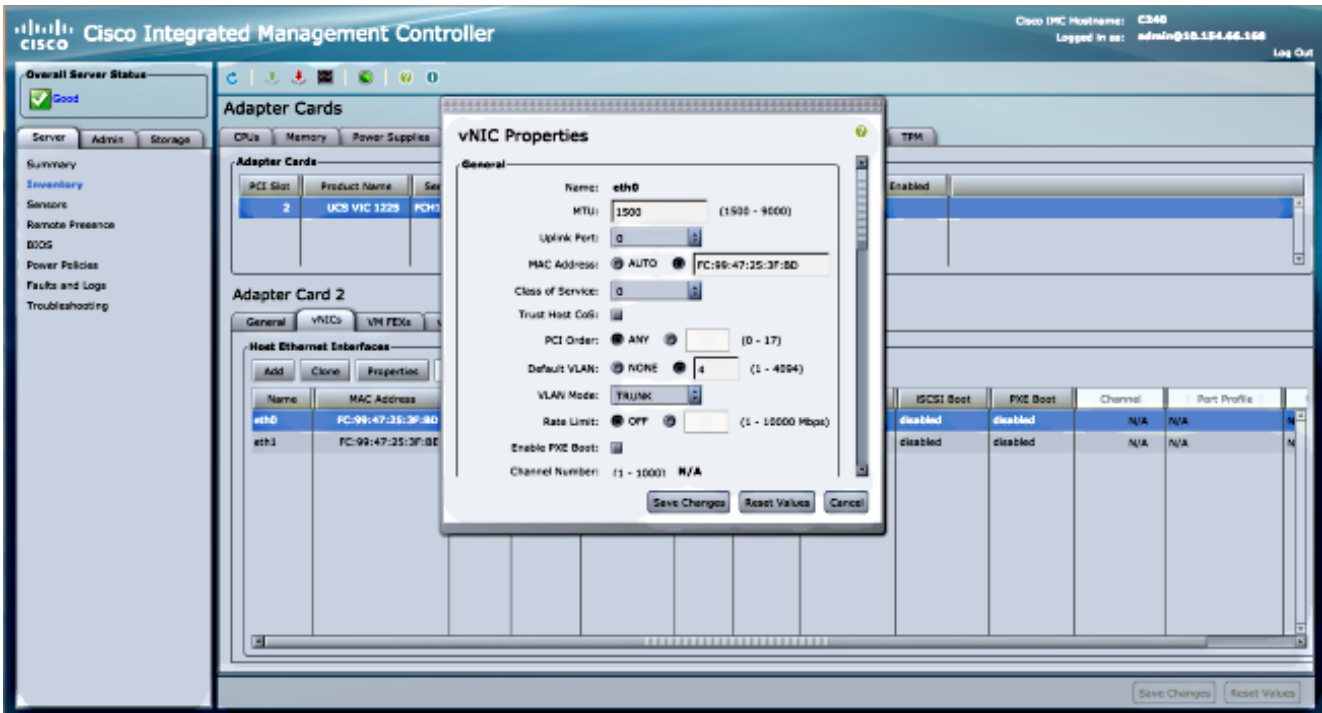 Cisco IMC Hostname: C240
CISCO Cisco Integrated Management Controller
Logged in as: admin@10.154.66.168
Log Out
Overall Server Status
Good
Adapter Cards
Server Admin Storage
CPUs Memory Power Supplies TPM
Summary
Inventory
Sensors
Remote Presence
BIOS
Power Policies
Faults and Logs
Troubleshooting
Adapter Cards
PCI Slot Product Name Enabled
2 UCS VIC 1225
Adapter Card 2
General vNICs VM FEXs
Host Ethernet Interfaces
Add Clone Properties
Name MAC Address iSCSI Boot PXE Boot Channel Port Profile
eth0 FC:99:47:25:3F:BD disabled disabled N/A N/A
eth1 FC:99:47:25:3F:BE disabled disabled N/A N/A
vNIC Properties
General
Name: eth0
MTU: 1500 (1500 - 9000)
Uplink Port: 0
MAC Address: AUTO FC:99:47:25:3F:BD
Class of Service: 0
Trust Host CoS:
PCI Order: ANY (0 - 17)
Default VLAN: NONE 4 (1 - 4094)
VLAN Mode: TRUNK
Rate Limit: OFF (1 - 10000 Mbps)
Enable PXE Boot:
Channel Number: (1 - 1000) N/A
Save Changes Reset Values Cancel
Save Changes Reset Values